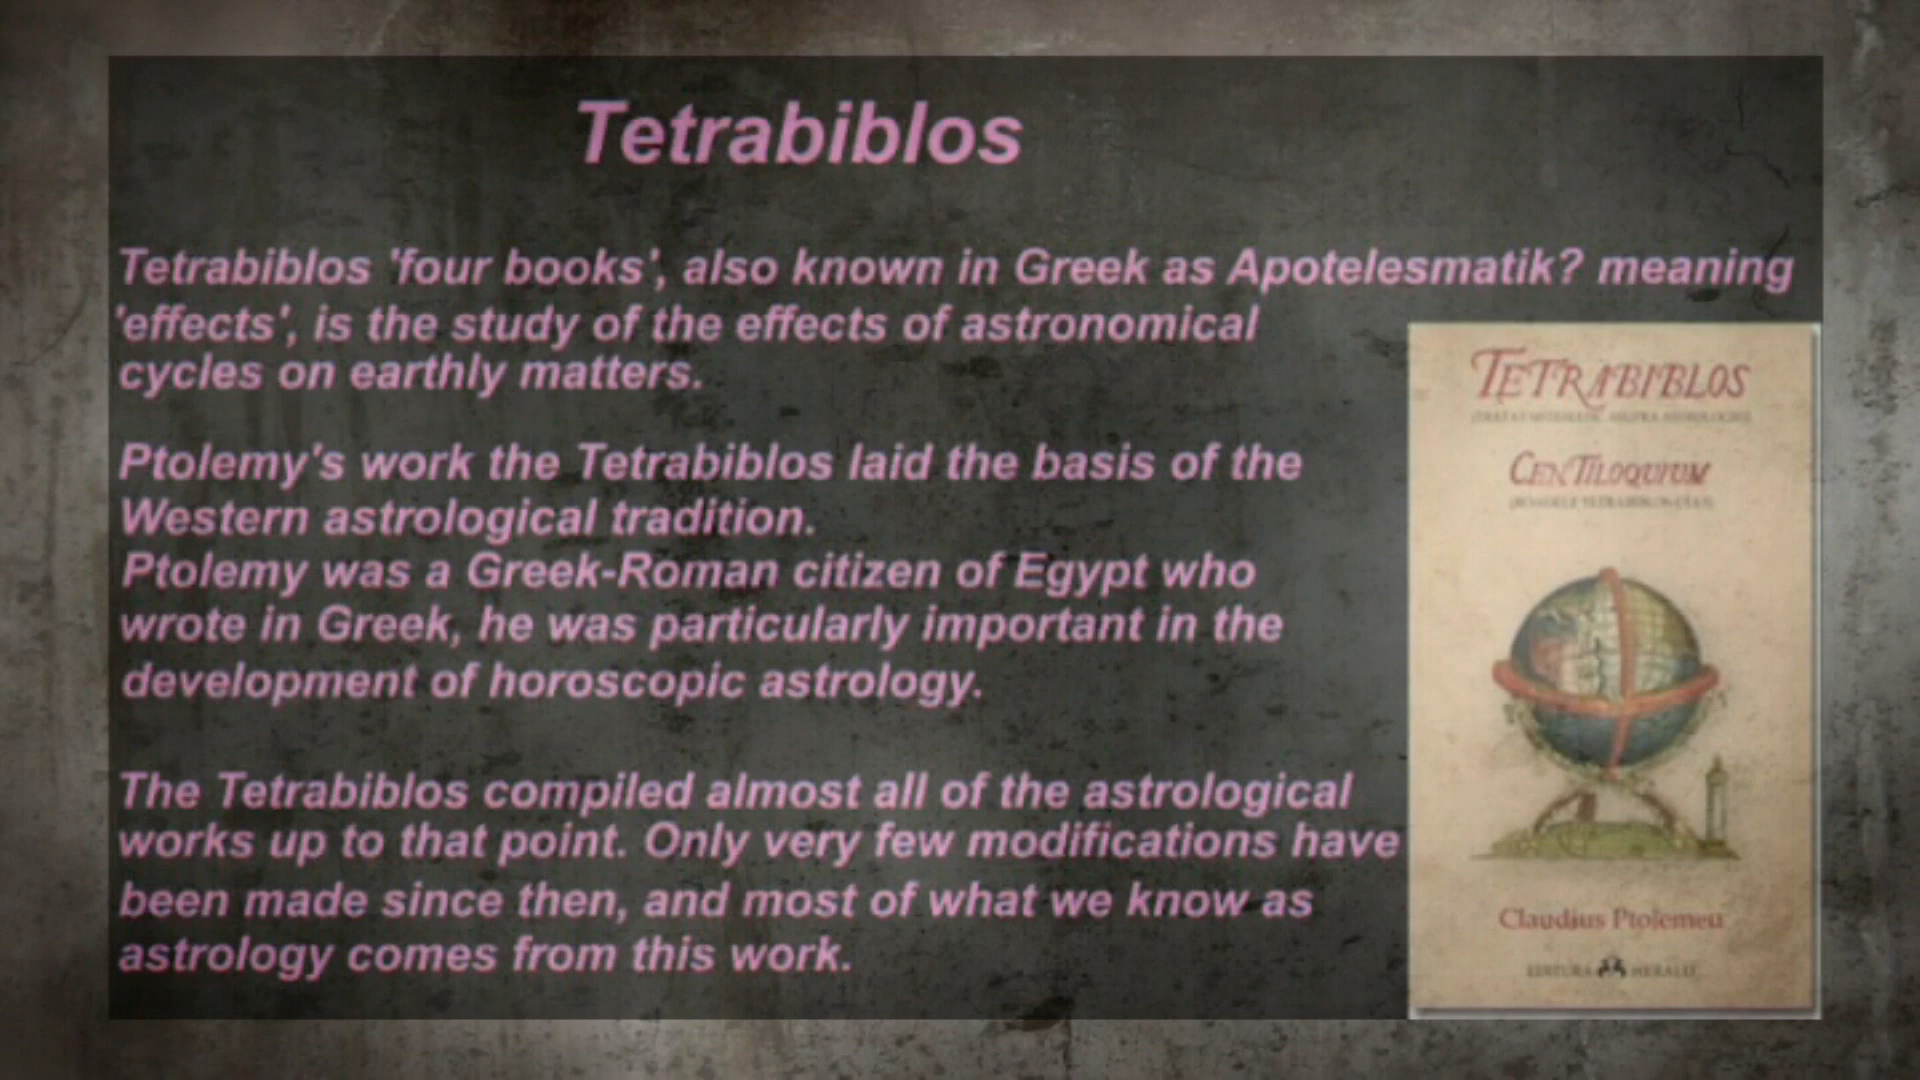 Tetrabiblos
Tetrabiblos 'four books', also known in Greek as Apotelesmatik? meaning
'effects', is the study of the effects of astronomical
cycles on earthly matters.
Ptolemy's work the Tetrabiblos laid the basis of the
Western astrological tradition.
Ptolemy was a Greek-Roman citizen of Egypt who
wrote in Greek, he was particularly important in the
development of horoscopic astrology.
The Tetrabiblos compiled almost all of the astrological
works up to that point. Only very few modifications have
been made since then, and most of what we know as
astrology comes from this work.
TETRABIBLOS
CENTILOQUIUM
Claudius Ptolemeu
EDITURA HERALD